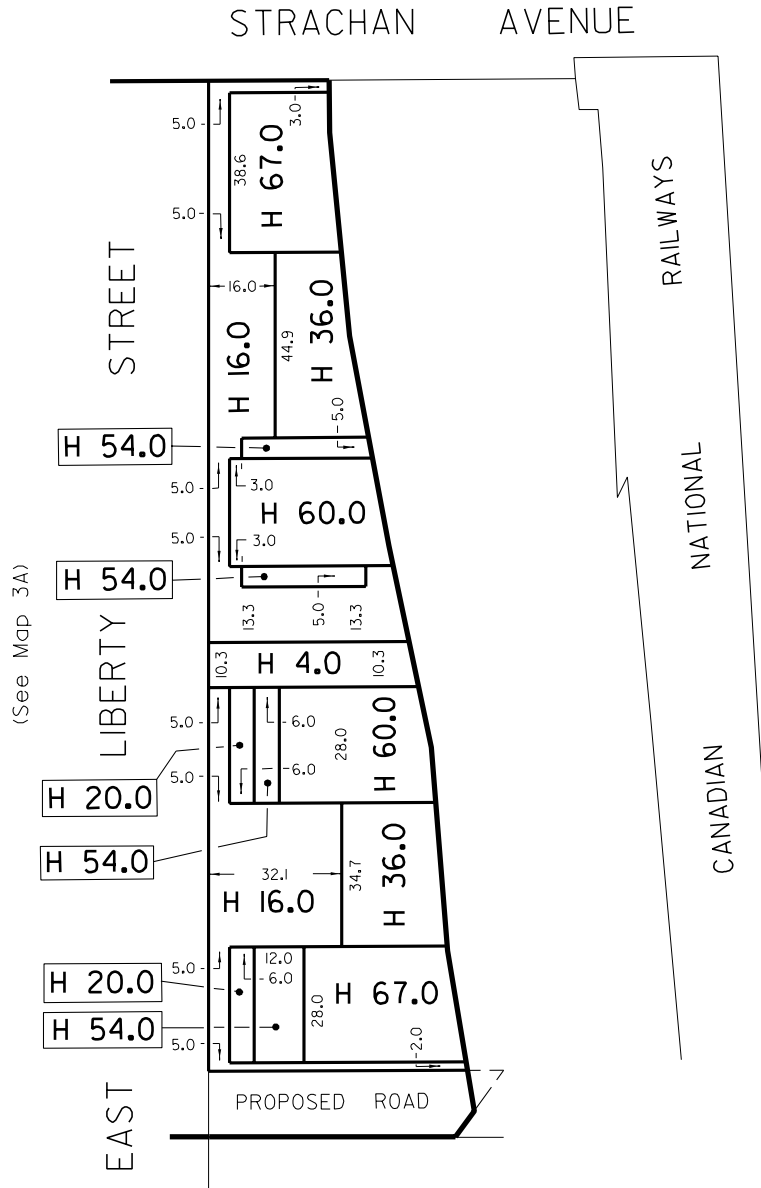 STRACHAN AVENUE
3.0
5.0
38.6
H 67.0
5.0
RAILWAYS
STREET
16.0
H 16.0
44.9
H 36.0
5.0
H 54.0
5.0
3.0
H 60.0
NATIONAL
5.0
3.0
H 54.0
(See Map 3A)
13.3
5.0
13.3
LIBERTY
10.3
H 4.0
10.3
5.0
6.0
28.0
H 60.0
5.0
6.0
H 20.0
CANADIAN
H 54.0
32.1
34.7
H 36.0
H 16.0
5.0
12.0
6.0
H 20.0
28.0
H 67.0
H 54.0
5.0
2.0
EAST
PROPOSED ROAD